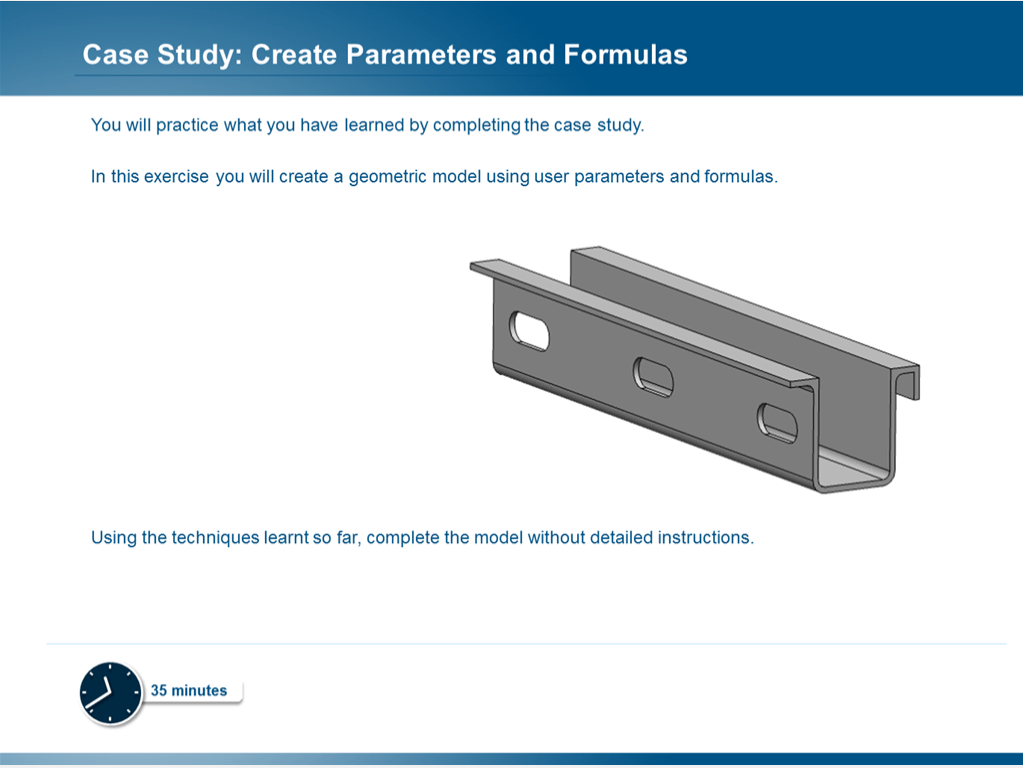 Case Study: Create Parameters and Formulas
You will practice what you have learned by completing the case study.
In this exercise you will create a geometric model using user parameters and formulas.
Using the techniques learnt so far, complete the model without detailed instructions.
35 minutes